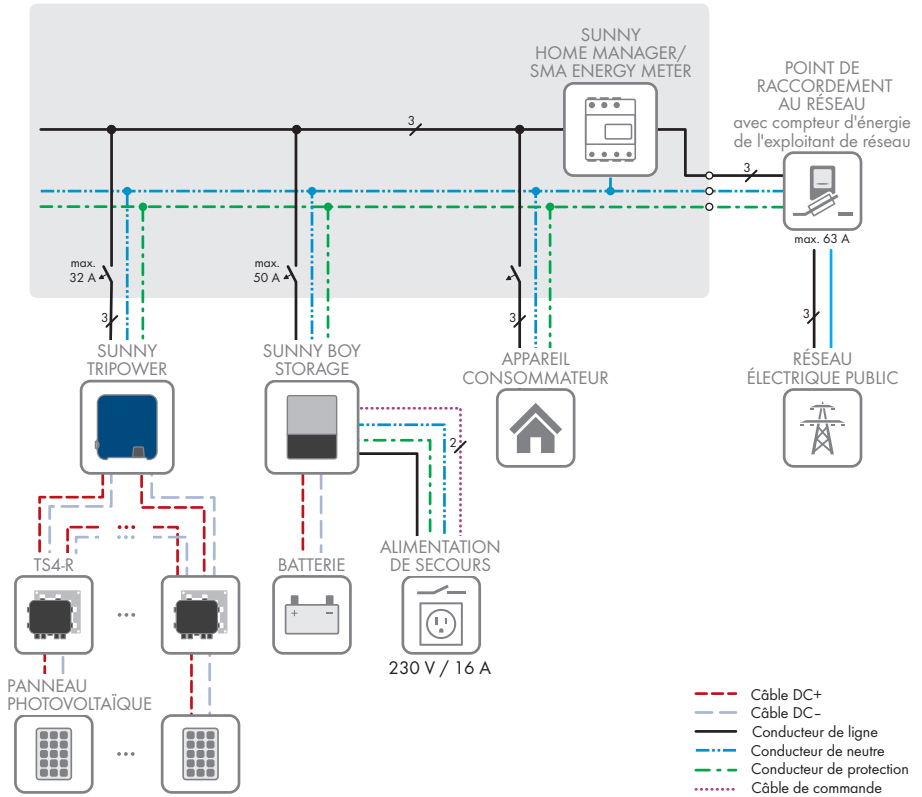 SUNNY
HOME MANAGER/
SMA ENERGY METER
POINT DE
RACCORDEMENT
AU RÉSEAU
avec compteur d'énergie
de l'exploitant de réseau
3
3
max. 63 A
max.
32 A
max.
50 A
3
3
3
SUNNY
TRIPOWER
SUNNY BOY
STORAGE
APPAREIL
CONSOMMATEUR
RÉSEAU
ÉLECTRIQUE PUBLIC
2
TS4-R
BATTERIE
ALIMENTATION
DE SECOURS
+ −
230 V / 16 A
PANNEAU
PHOTOVOLTAÏQUE
Câble DC+
Câble DC−
Conducteur de ligne
Conducteur de neutre
Conducteur de protection
Câble de commande